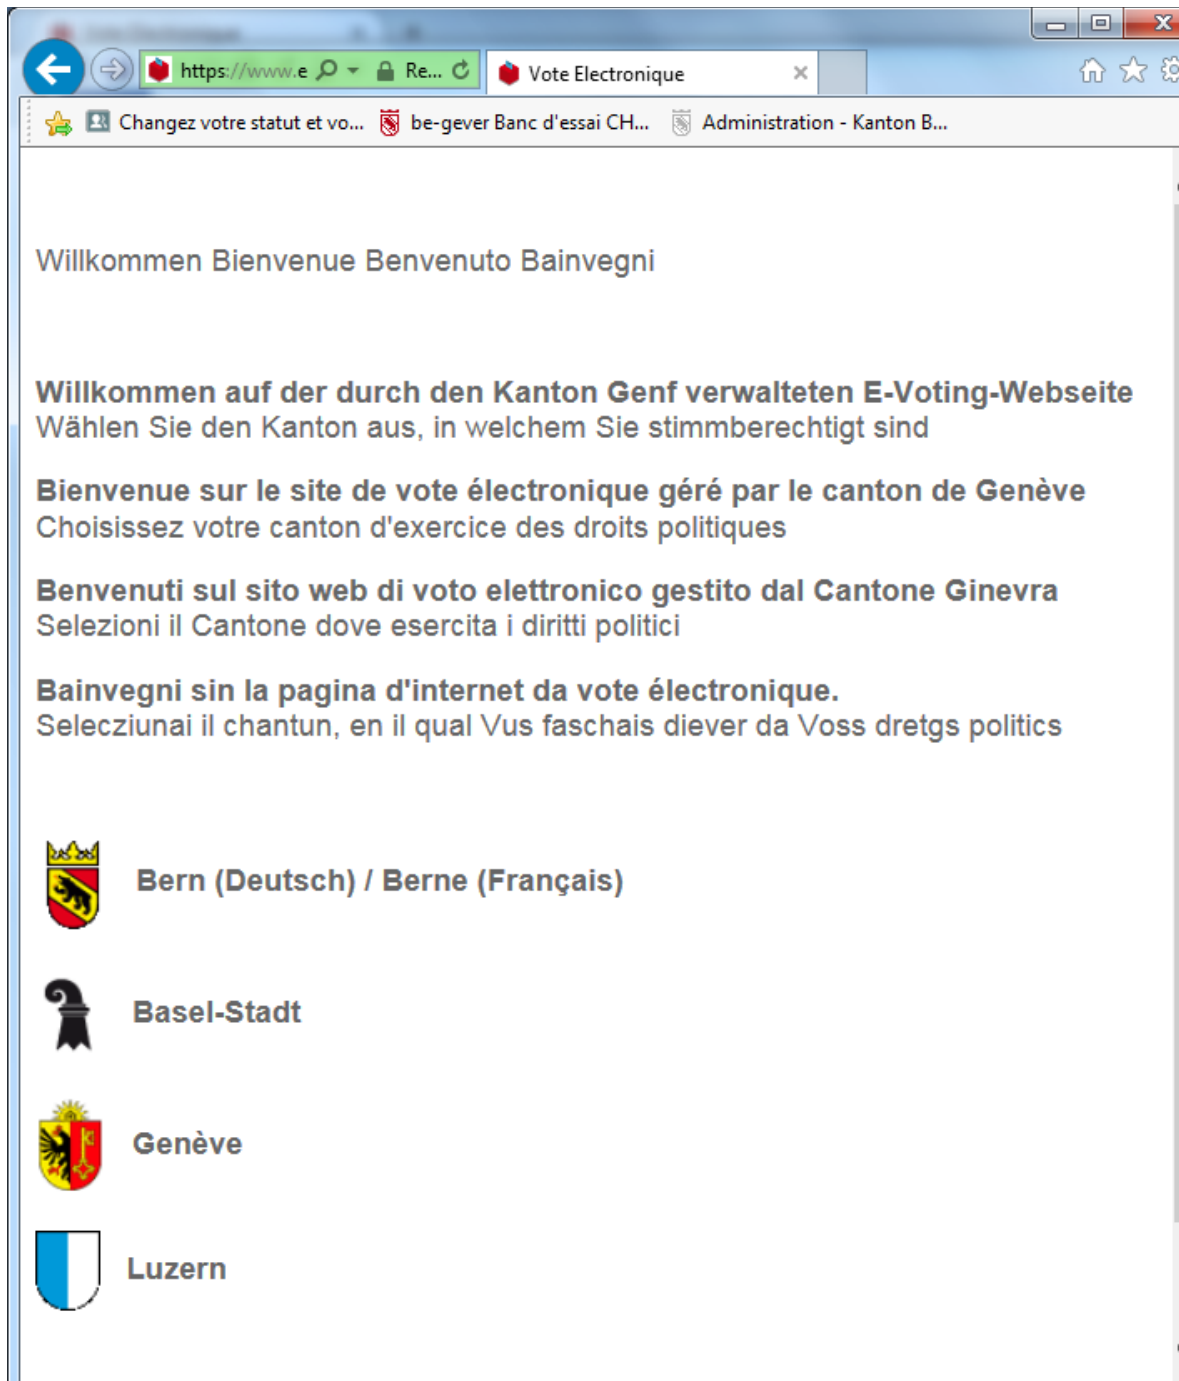 https://www.e Re...
Vote Electronique
Changez votre statut et vo... be-gever Banc d'essai CH... Administration - Kanton B...
Willkommen Bienvenue Benvenuto Bainvegni
Willkommen auf der durch den Kanton Genf verwalteten E-Voting-Webseite
Wählen Sie den Kanton aus, in welchem Sie stimmberechtigt sind
Bienvenue sur le site de vote électronique géré par le canton de Genève
Choisissez votre canton d'exercice des droits politiques
Benvenuti sul sito web di voto elettronico gestito dal Cantone Ginevra
Selezioni il Cantone dove esercita i diritti politici
Bainvegni sin la pagina d'internet da vote électronique.
Selecziunai il chantun, en il qual Vus faschais diever da Voss dretgs politics
Bern (Deutsch) / Berne (Français)
Basel-Stadt
Genève
Luzern